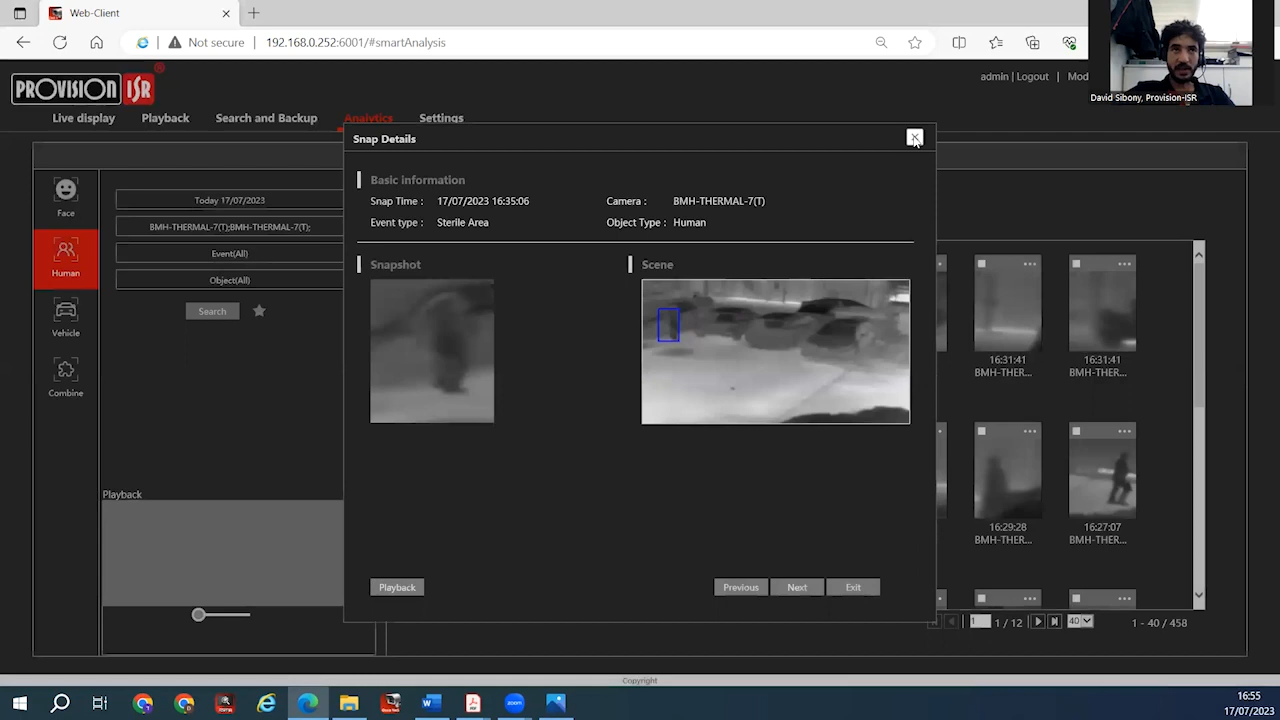 Web-Client
Not secure
192.168.0.252:6001/#smartAnalysis
PROVISION ISR
admin | Logout | Mod
David Sibony, Provision-ISR
Live display
Playback
Search and Backup
Analytics
Settings
Snap Details
Basic information
Snap Time : 17/07/2023 16:35:06
Camera : BMH-THERMAL-7(T)
Event type : Sterile Area
Object Type : Human
Snapshot
Scene
Playback
Previous
Next
Exit
Face
Human
Vehicle
Combine
Today 17/07/2023
BMH-THERMAL-7(T);BMH-THERMAL-7(T);
Event(All)
Object(All)
Search
Playback
16:31:41
BMH-THER...
16:31:41
BMH-THER...
16:29:28
BMH-THER...
16:27:07
BMH-THER...
1
1 / 12
40
1 - 40 / 458
Copyright
16:55
17/07/2023